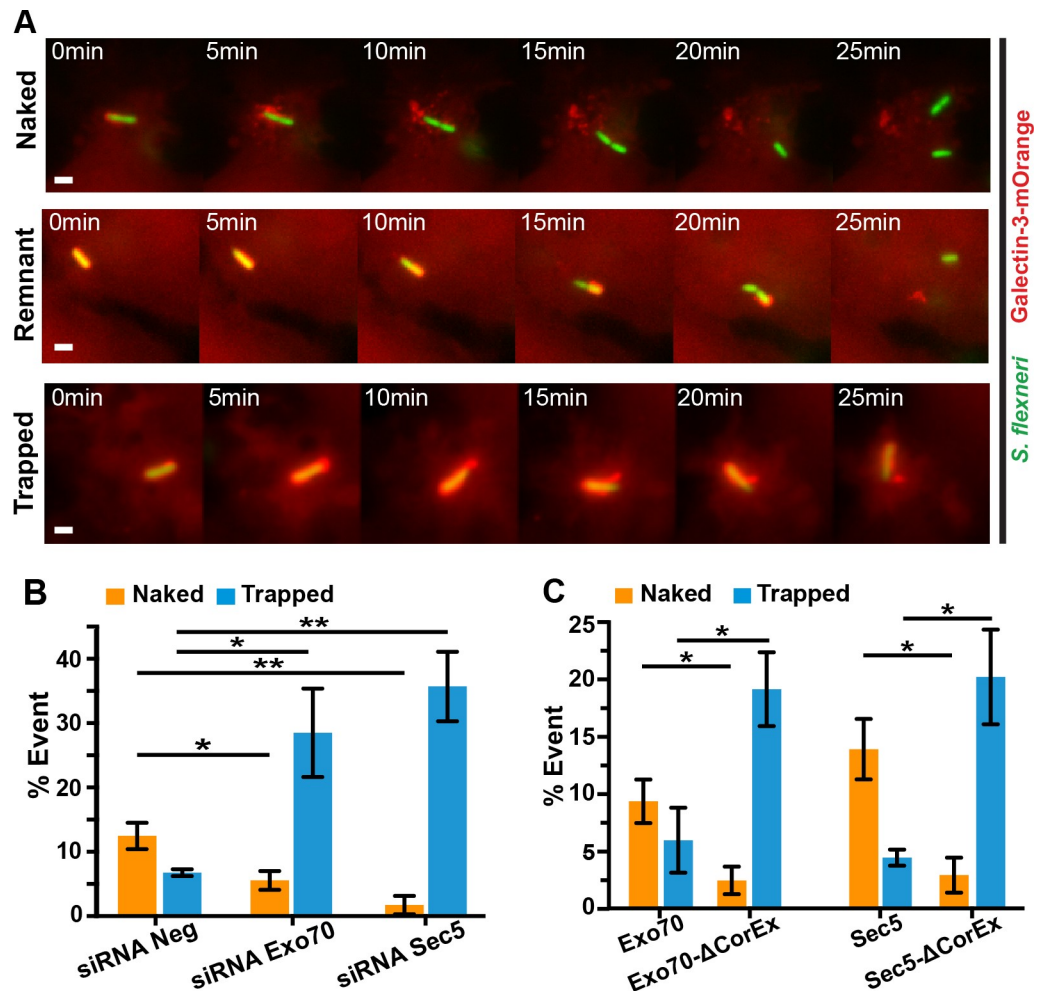 A
Naked
0min 5min 10min 15min 20min 25min
Remnant
0min 5min 10min 15min 20min 25min
Trapped
0min 5min 10min 15min 20min 25min
S. flexneri Galectin-3-mOrange
B
Naked Trapped
% Event
40
30
20
10
0
**
*
**
*
siRNA Neg siRNA Exo70 siRNA Sec5
C
Naked Trapped
% Event
25
20
15
10
5
0
*
*
*
*
Exo70 Exo70-ΔCorEx Sec5 Sec5-ΔCorEx